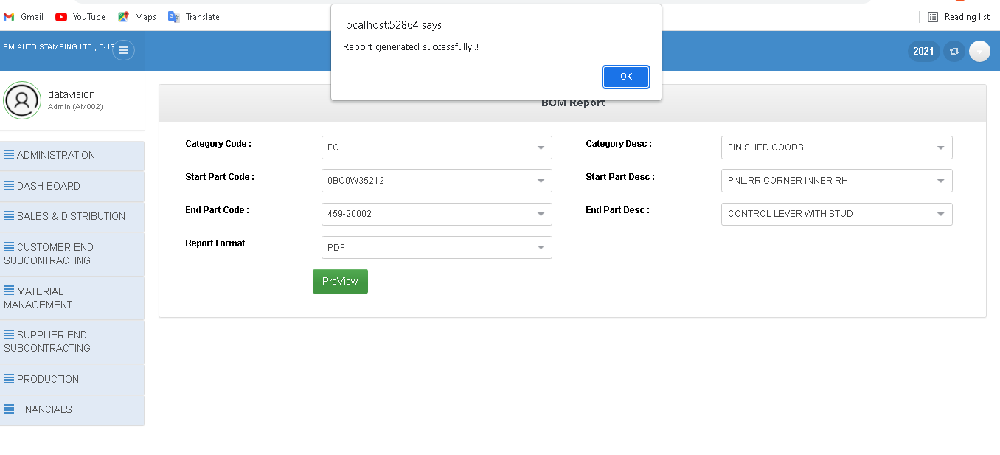 Gmail YouTube Maps Translate Reading list
localhost:52864 says
Report generated successfully..!
OK
SM AUTO STAMPING LTD., C-13
2021
datavision
Admin (AM002)
ADMINISTRATION
DASH BOARD
SALES & DISTRIBUTION
CUSTOMER END
SUBCONTRACTING
MATERIAL
MANAGEMENT
SUPPLIER END
SUBCONTRACTING
PRODUCTION
FINANCIALS
BOM Report
Category Code : FG Category Desc : FINISHED GOODS
Start Part Code : 0BO0W35212 Start Part Desc : PNL.RR CORNER INNER RH
End Part Code : 459-20002 End Part Desc : CONTROL LEVER WITH STUD
Report Format PDF
PreView